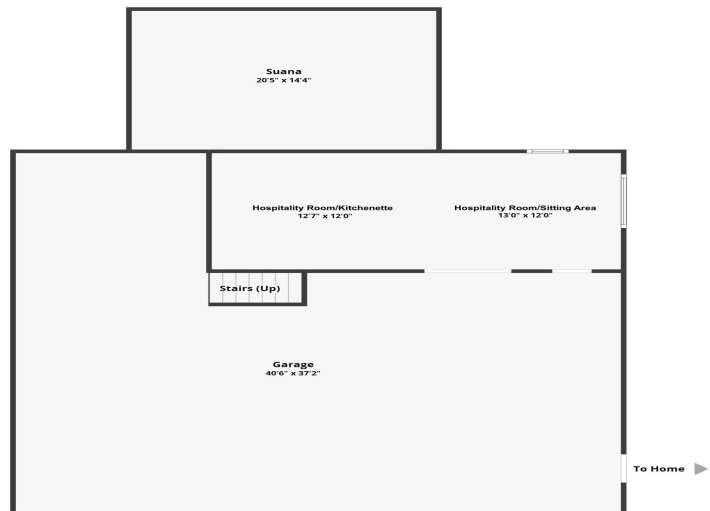 Suana
20'5" x 14'4"
Hospitality Room/Kitchenette
12'7" x 12'0"
Hospitality Room/Sitting Area
13'0" x 12'0"
Stairs (Up)
Garage
40'6" x 37'2"
To Home